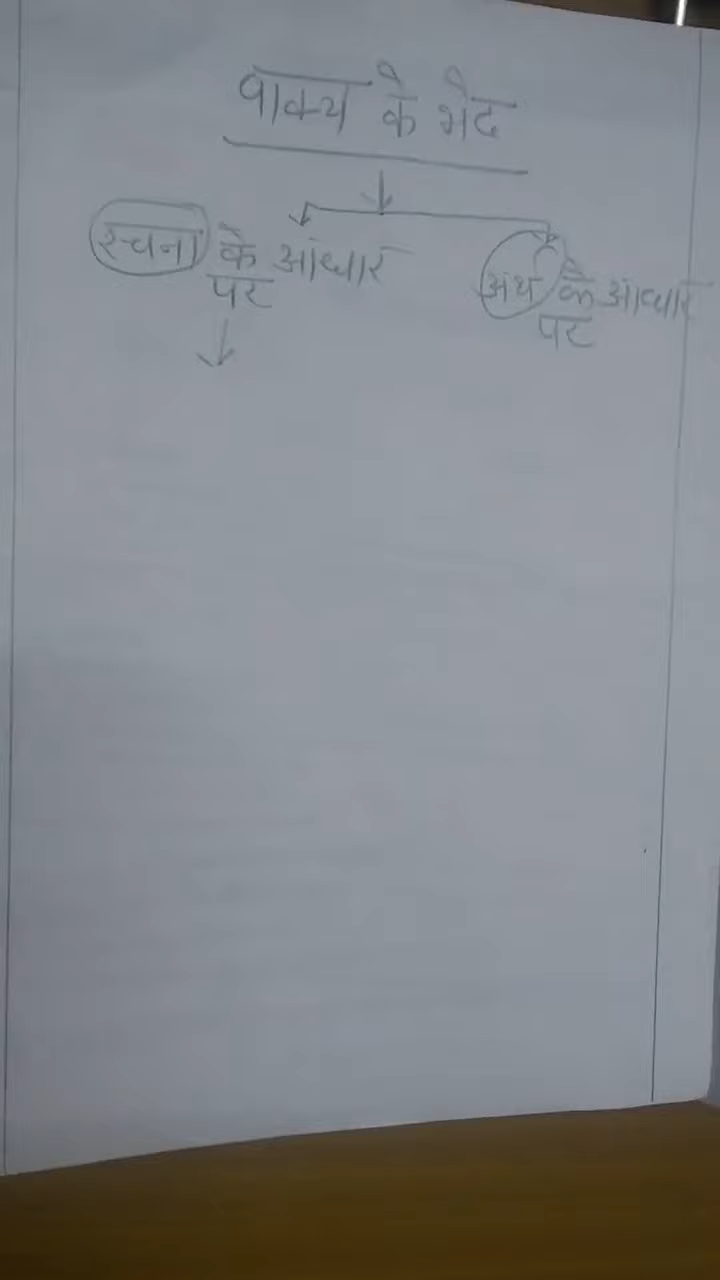 वाक्य के भेद
रचना के आधार
पर
अर्थ के आधार
पर